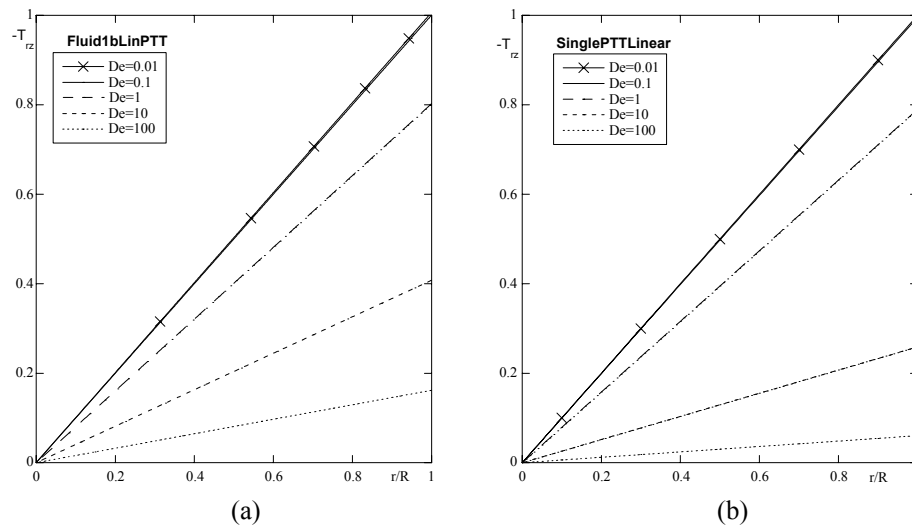 1
-T
rz
Fluid1bLinPTT
De=0.01
De=0.1
De=1
De=10
De=100
0.8
0.6
0.4
0.2
0
0 0.2 0.4 0.6 0.8 r/R 1
(a)
1
-T
rz
SinglePTTLinear
De=0.01
De=0.1
De=1
De=10
De=100
0.8
0.6
0.4
0.2
0
0 0.2 0.4 0.6 0.8 r/R
(b)